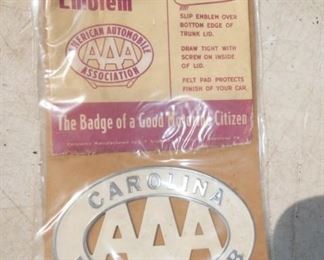 Emblem
AMERICAN AUTOMOBILE
AAA
ASSOCIATION
SLIP EMBLEM OVER
BOTTOM EDGE OF
TRUNK LID.
DRAW TIGHT WITH
SCREW ON INSIDE
OF LID.
FELT PAD PROTECTS
FINISH OF YOUR CAR.
The Badge of a Good Motoring Citizen
CAROLINA
AAA